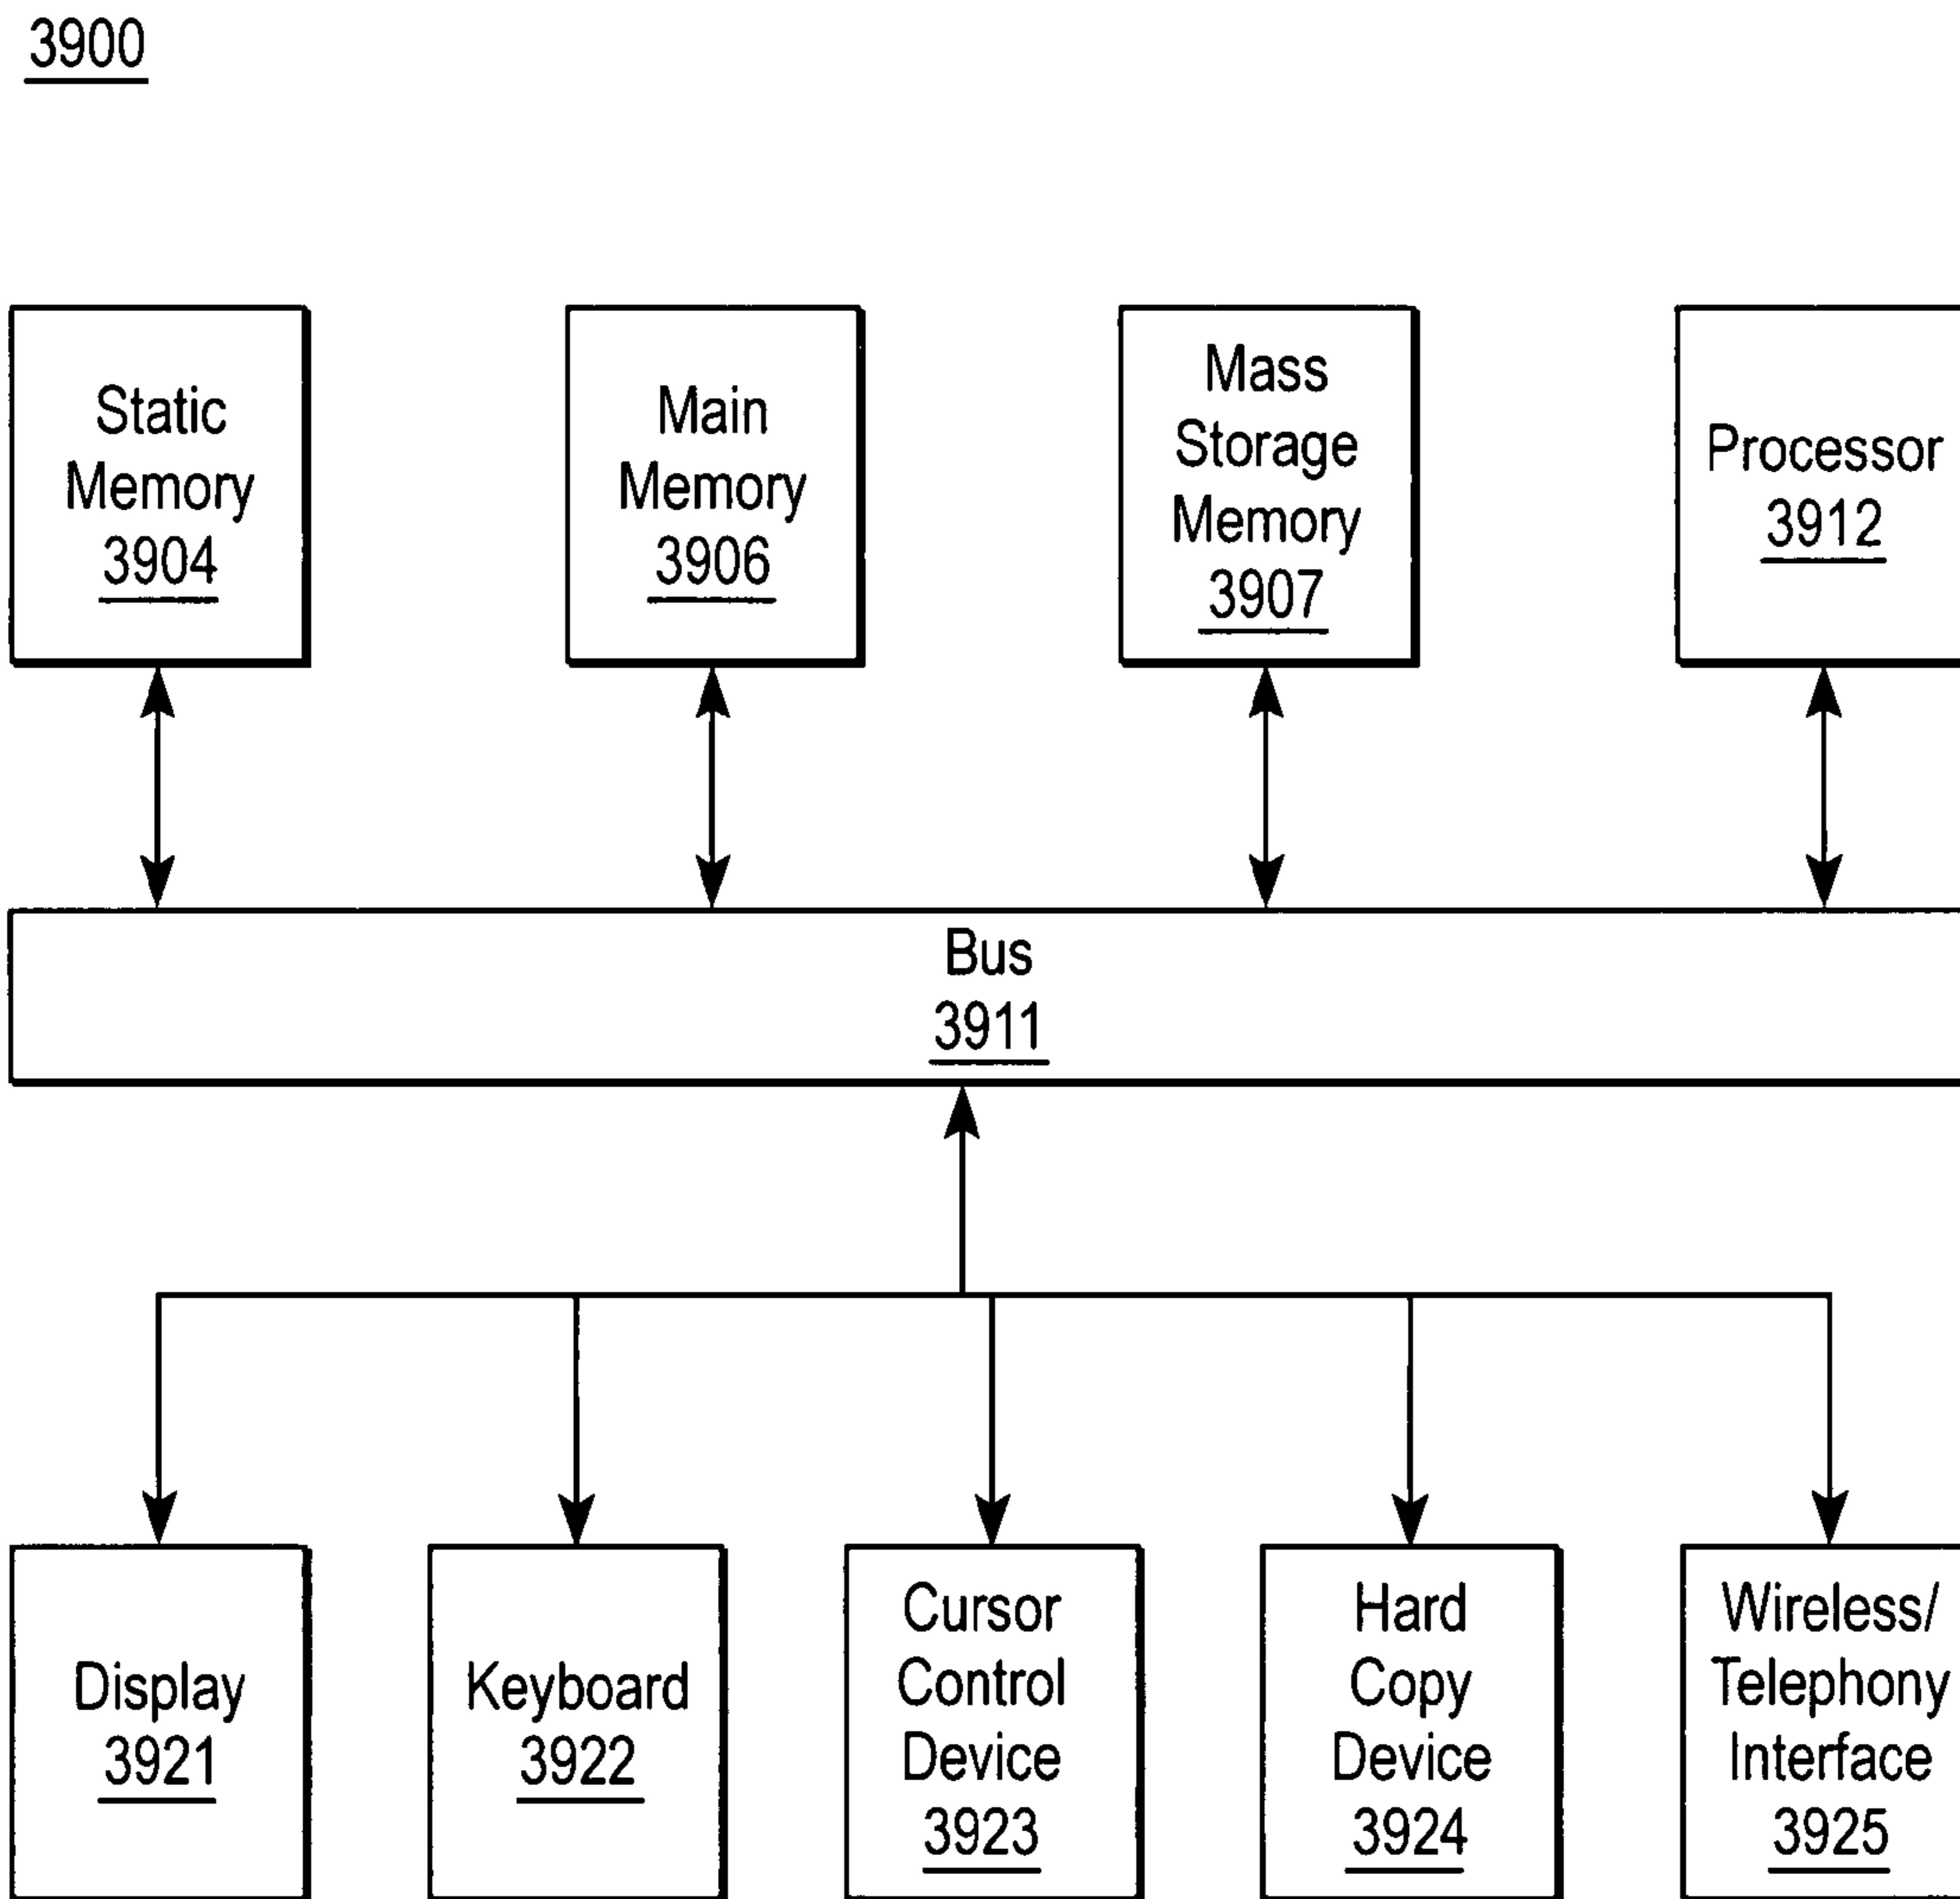 3900
Static
Memory
3904
Main
Memory
3906
Mass
Storage
Memory
3907
Processor
3912
Bus
3911
Display
3921
Keyboard
3922
Cursor
Control
Device
3923
Hard
Copy
Device
3924
Wireless/
Telephony
Interface
3925